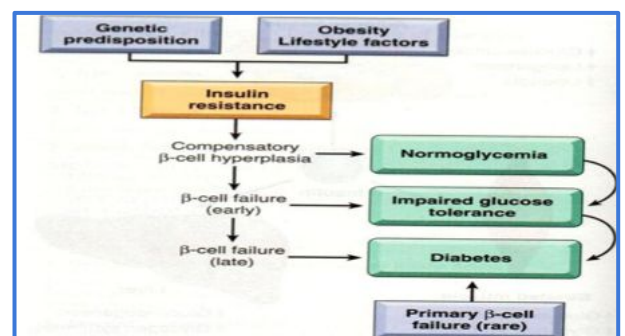 Genetic
predisposition
Obesity
Lifestyle factors
Insulin
resistance
Compensatory
β-cell hyperplasia
Normoglycemia
β-cell failure
(early)
Impaired glucose
tolerance
β-cell failure
(late)
Diabetes
Primary β-cell
failure (rare)